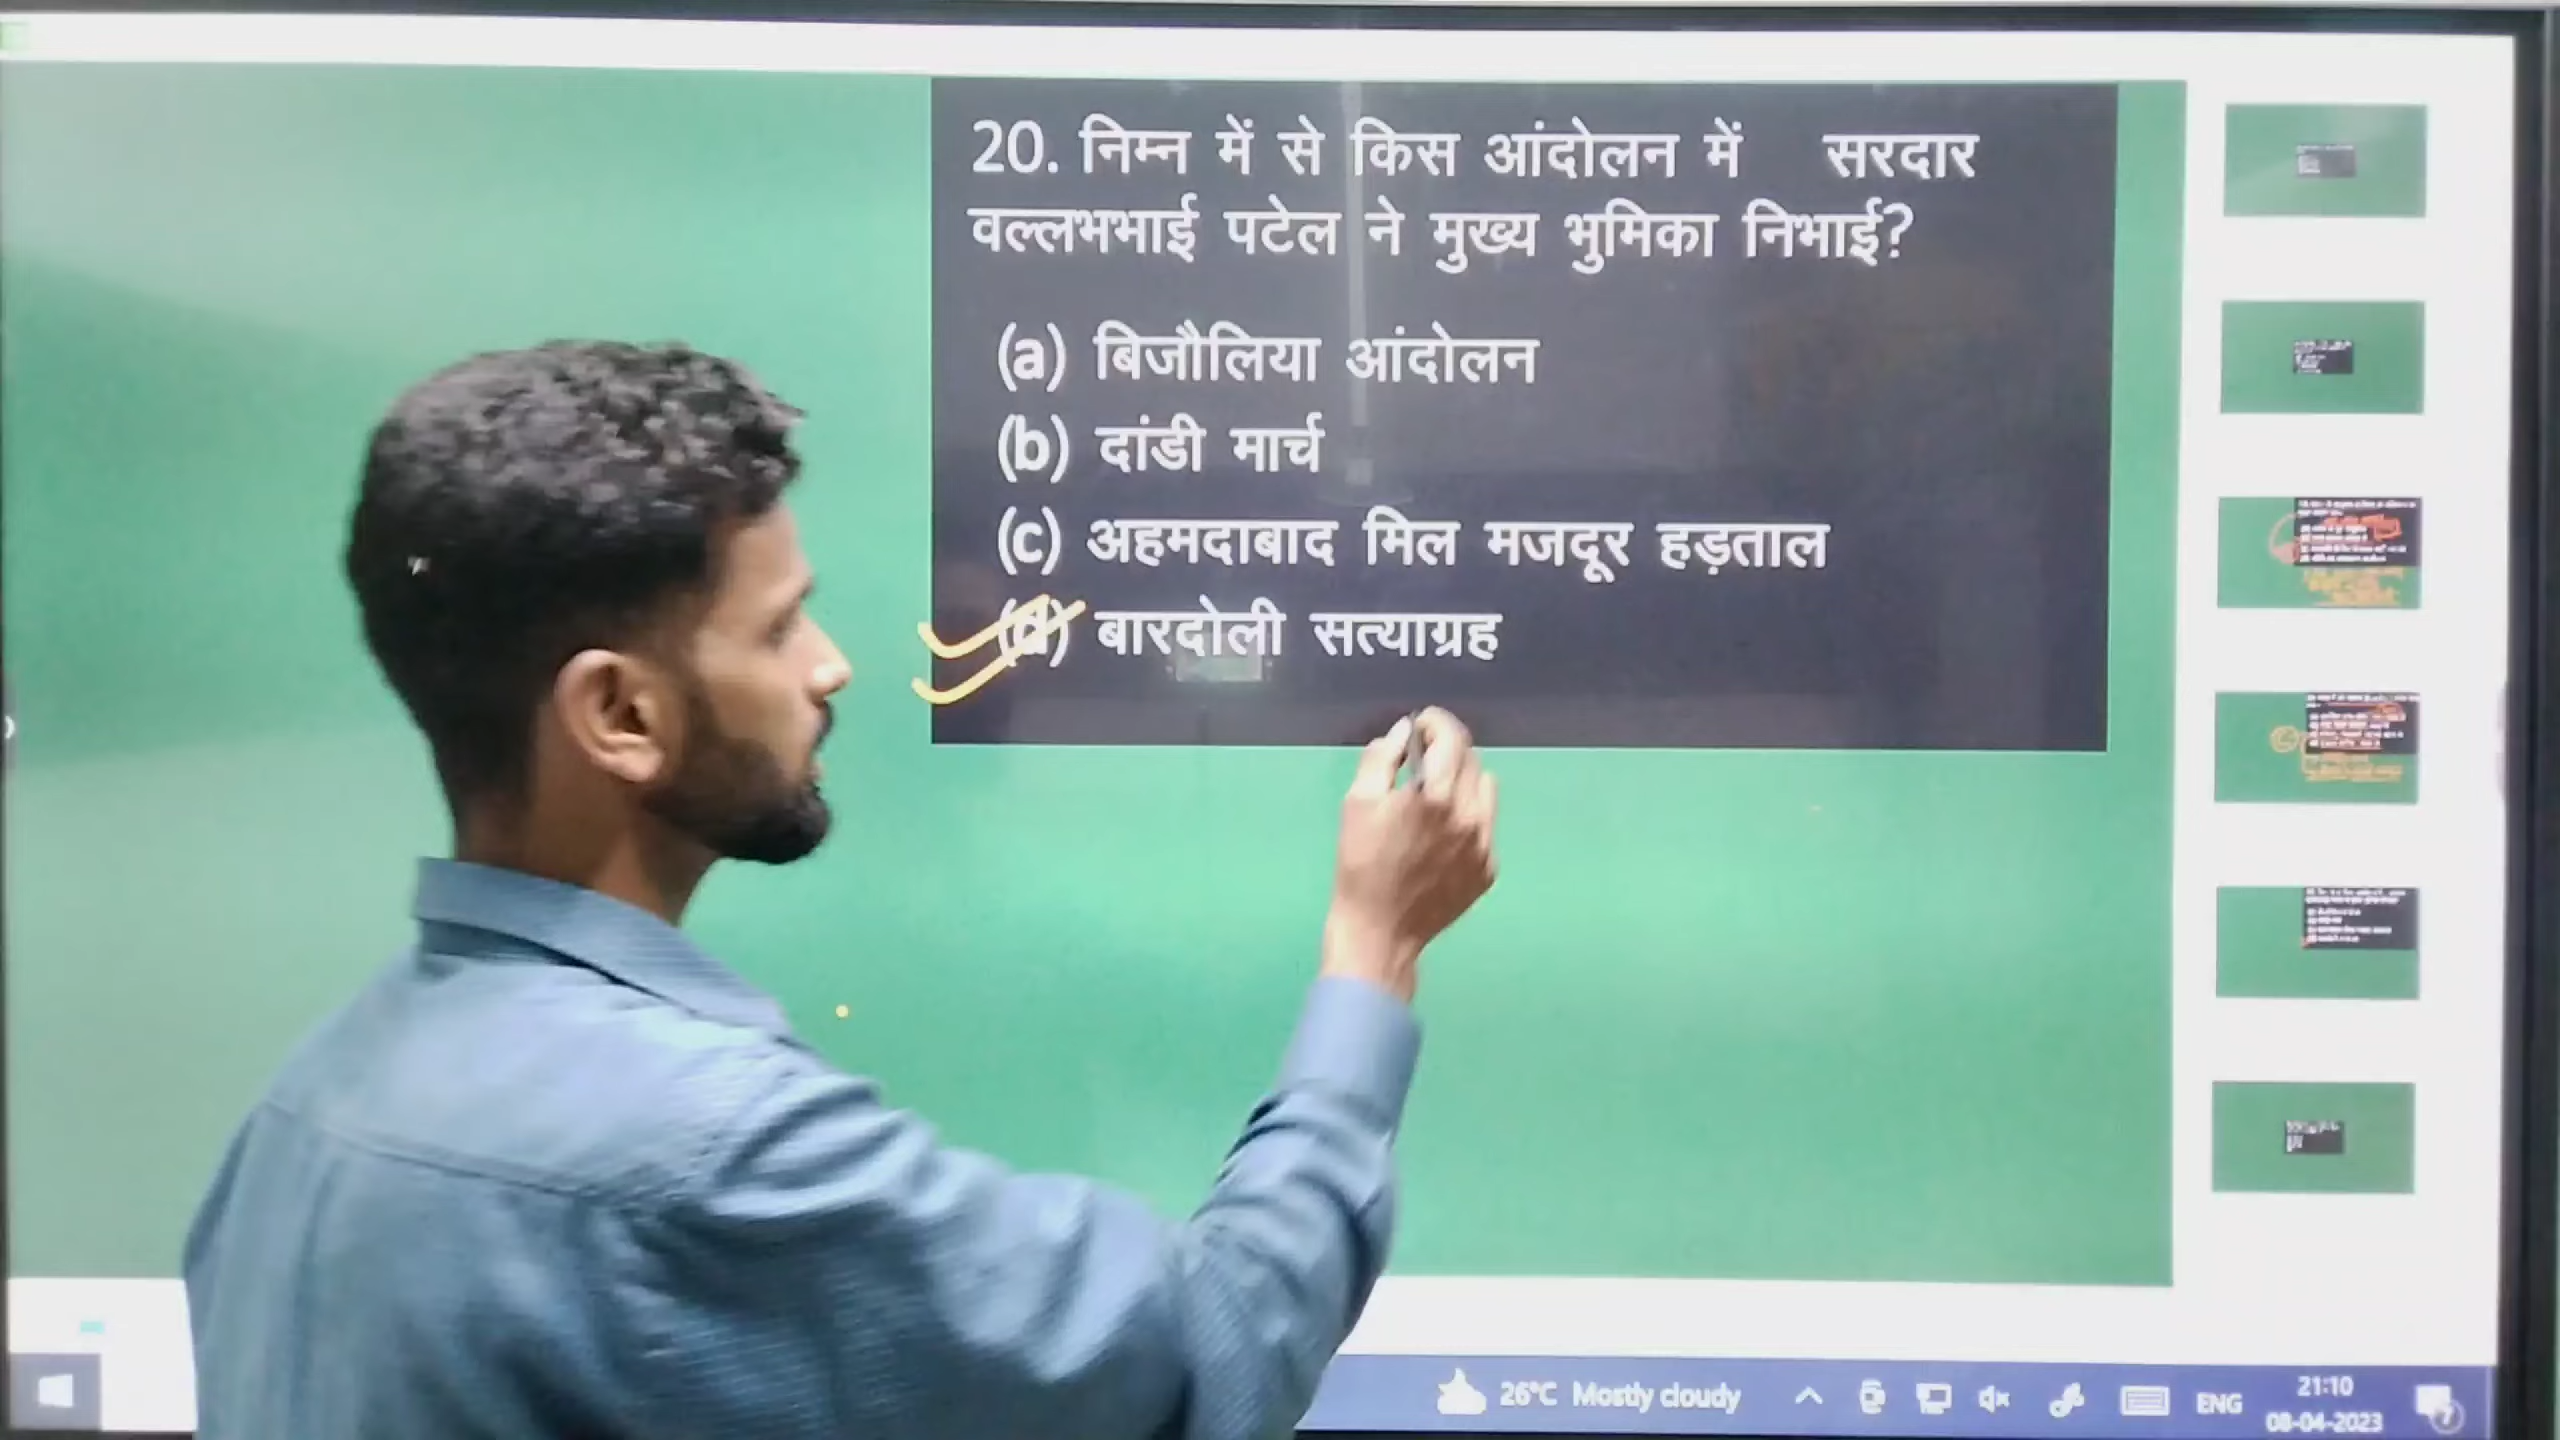 20. निम्न में से किस आंदोलन में सरदार
वल्लभभाई पटेल ने मुख्य भुमिका निभाई?
(a) बिजौलिया आंदोलन
(b) दांडी मार्च
(c) अहमदाबाद मिल मजदूर हड़ताल
(d) बारदोली सत्याग्रह
26°C Mostly cloudy
ENG
21:10
08-04-2023